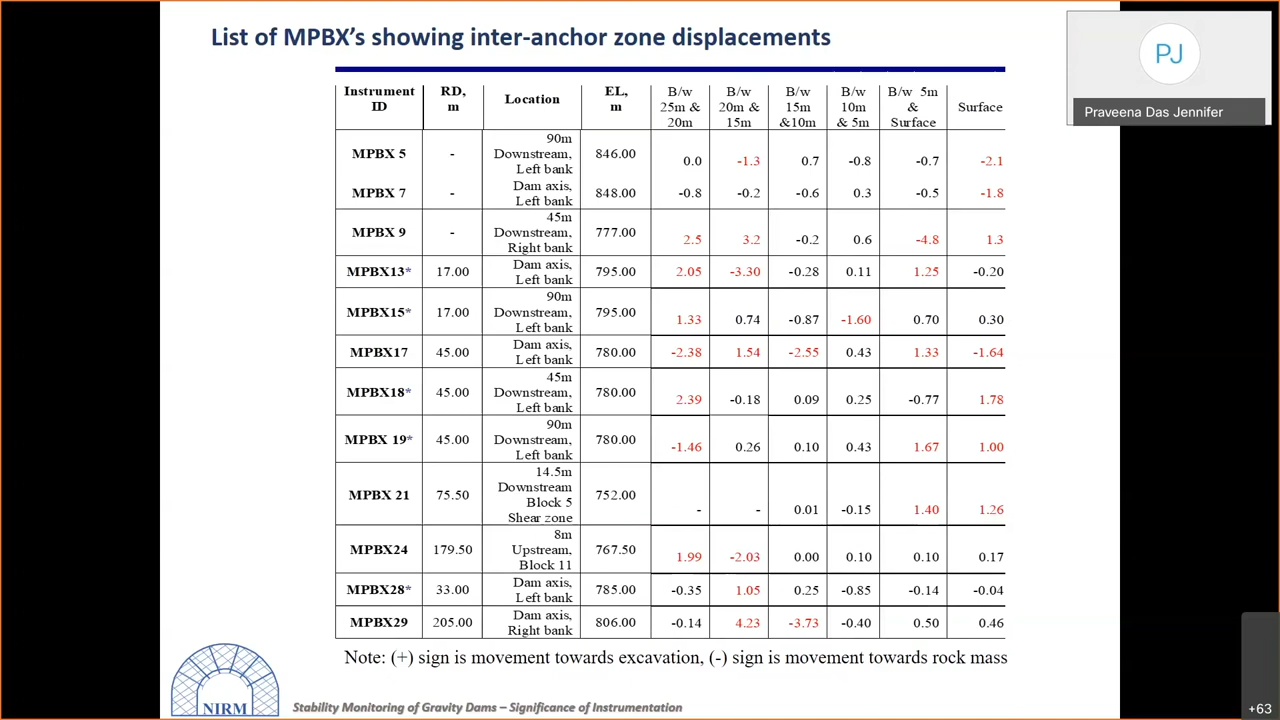 List of MPBX's showing inter-anchor zone displacements
PJ
Praveena Das Jennifer
Instrument ID | RD, m | Location | EL, m | B/w 25m & 20m | B/w 20m & 15m | B/w 15m &10m | B/w 10m & 5m | B/w 5m & Surface | Surface
MPBX 5 | - | 90m Downstream, Left bank | 846.00 | 0.0 | -1.3 | 0.7 | -0.8 | -0.7 | -2.1
MPBX 7 | - | Dam axis, Left bank | 848.00 | -0.8 | -0.2 | -0.6 | 0.3 | -0.5 | -1.8
MPBX 9 | - | 45m Downstream, Right bank | 777.00 | 2.5 | 3.2 | -0.2 | 0.6 | -4.8 | 1.3
MPBX13* | 17.00 | Dam axis, Left bank | 795.00 | 2.05 | -3.30 | -0.28 | 0.11 | 1.25 | -0.20
MPBX15* | 17.00 | 90m Downstream, Left bank | 795.00 | 1.33 | 0.74 | -0.87 | -1.60 | 0.70 | 0.30
MPBX17 | 45.00 | Dam axis, Left bank | 780.00 | -2.38 | 1.54 | -2.55 | 0.43 | 1.33 | -1.64
MPBX18* | 45.00 | 45m Downstream, Left bank | 780.00 | 2.39 | -0.18 | 0.09 | 0.25 | -0.77 | 1.78
MPBX 19* | 45.00 | 90m Downstream, Left bank | 780.00 | -1.46 | 0.26 | 0.10 | 0.43 | 1.67 | 1.00
MPBX 21 | 75.50 | 14.5m Downstream Block 5 Shear zone | 752.00 | - | - | 0.01 | -0.15 | 1.40 | 1.26
MPBX24 | 179.50 | 8m Upstream, Block 11 | 767.50 | 1.99 | -2.03 | 0.00 | 0.10 | 0.10 | 0.17
MPBX28* | 33.00 | Dam axis, Left bank | 785.00 | -0.35 | 1.05 | 0.25 | -0.85 | -0.14 | -0.04
MPBX29 | 205.00 | Dam axis, Right bank | 806.00 | -0.14 | 4.23 | -3.73 | -0.40 | 0.50 | 0.46
Note: (+) sign is movement towards excavation, (-) sign is movement towards rock mass
NIRM
Stability Monitoring of Gravity Dams – Significance of Instrumentation
+63